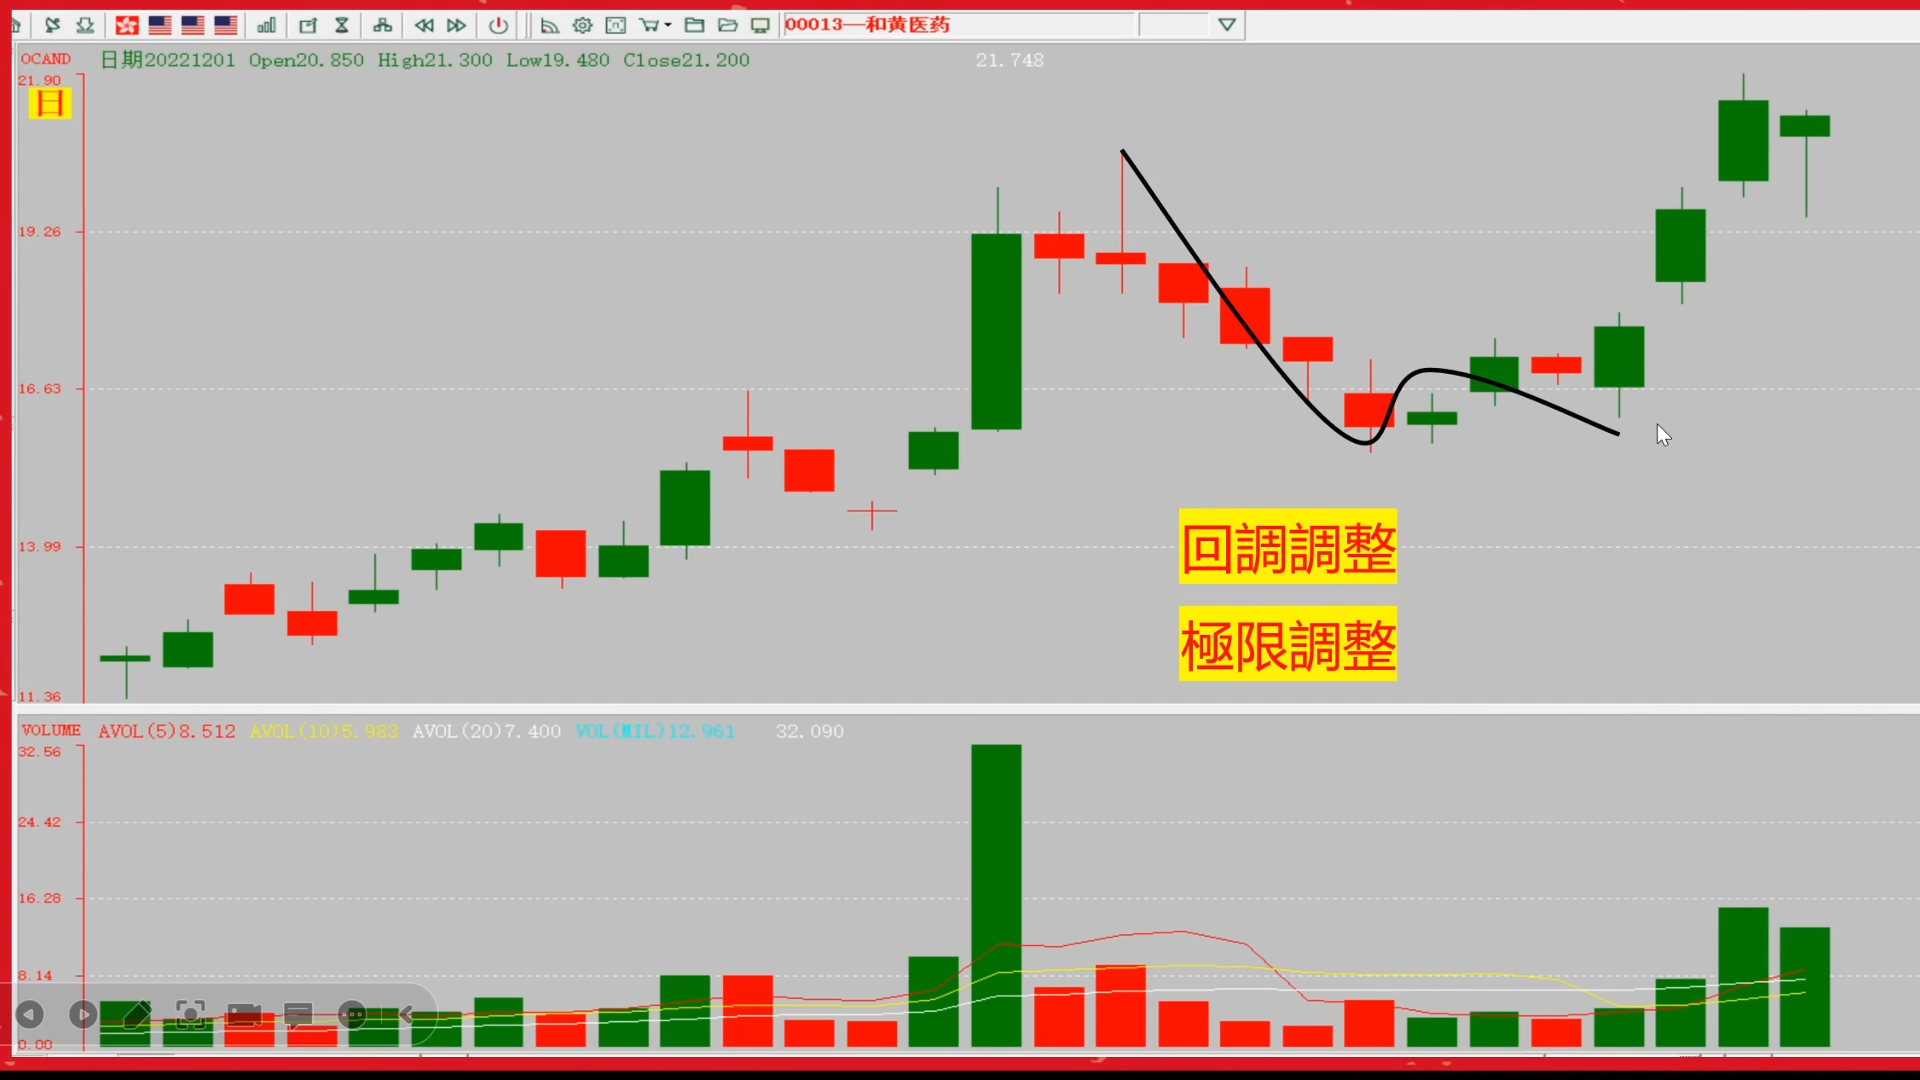 00013—和黄医药
OCAND 日期20221201 Open20.850 High21.300 Low19.480 Close21.200 21.748
21.90
日
19.26
16.63
13.99
11.36
回調調整
極限調整
VOLUME AVOL(5)8.512 AVOL(10)5.983 AVOL(20)7.400 VOL(MIL)12.961 32.090
32.56
24.42
16.28
8.14
0.00